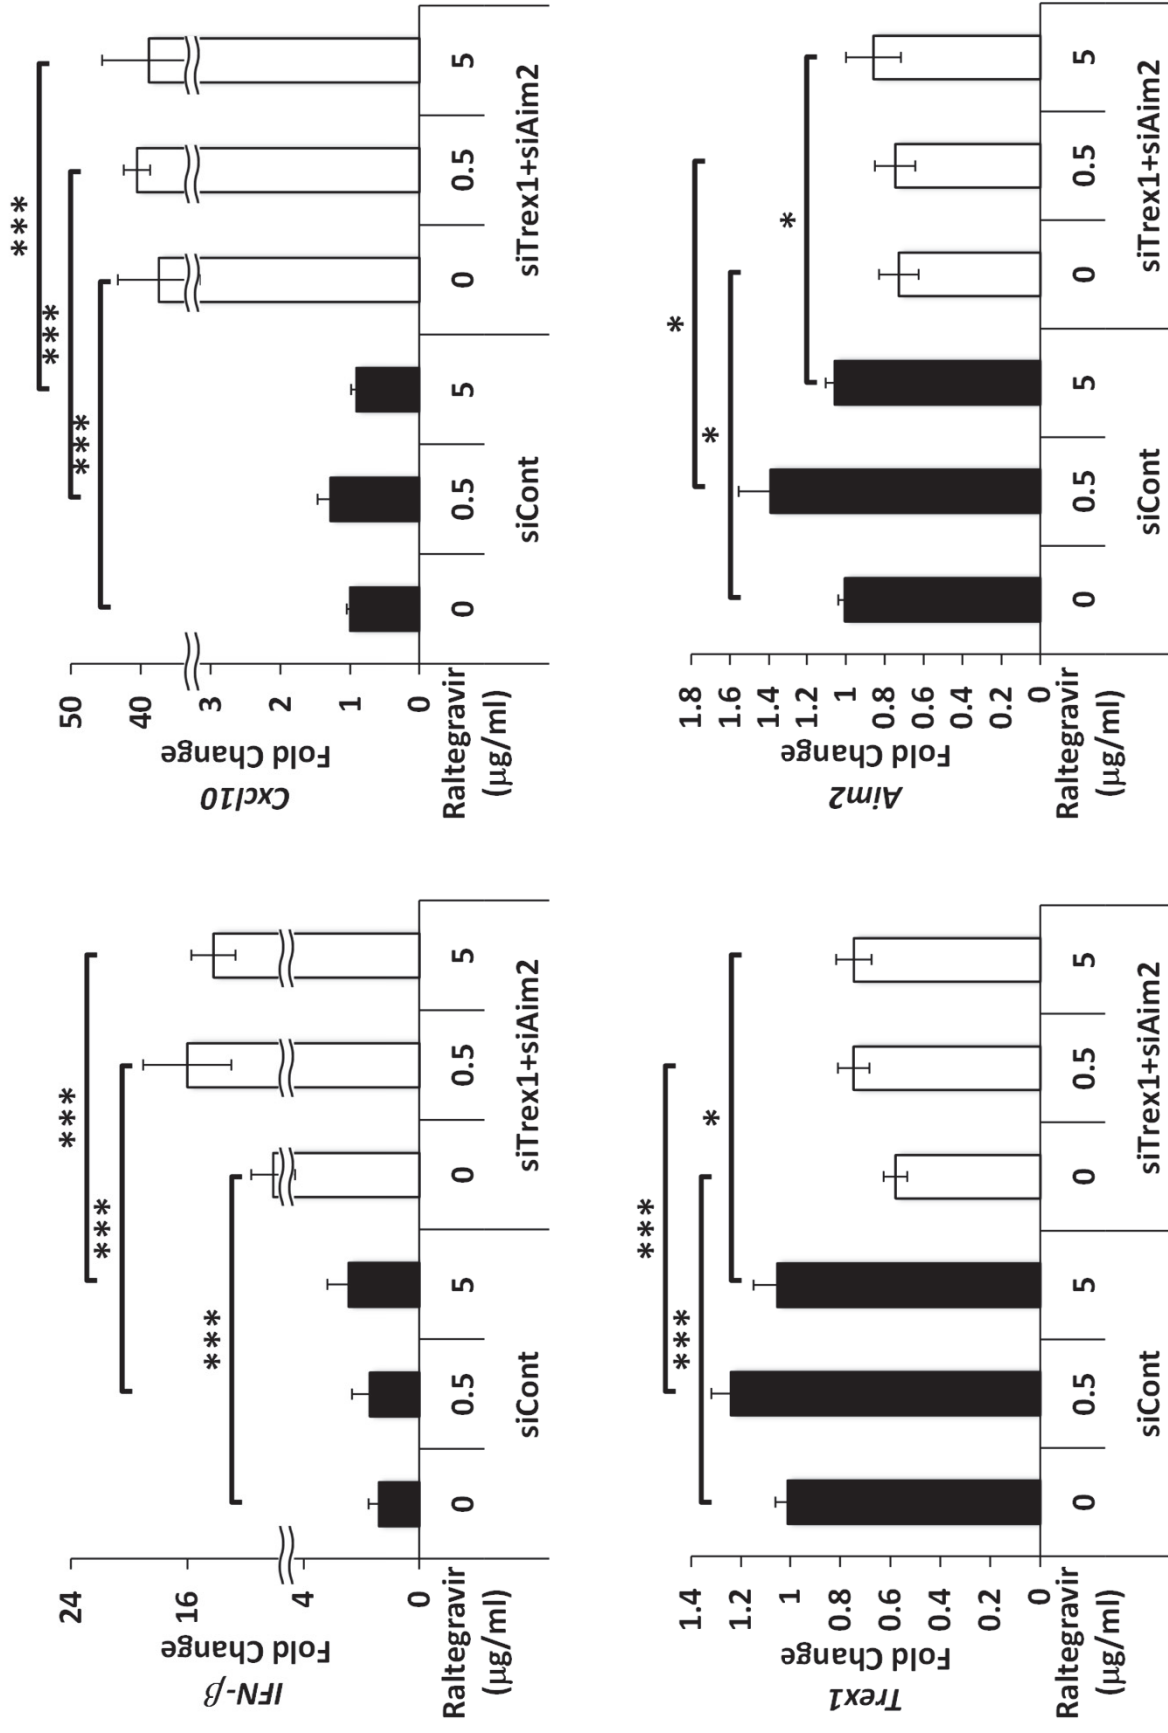 IFN-β
Fold Change
24
16
4
0
***
***
***
Raltegravir
(μg/ml)
0 0.5 5 0 0.5 5
siCont siTrex1+siAim2
Cxcl10
Fold Change
50
40
3
2
1
0
***
***
***
Raltegravir
(μg/ml)
0 0.5 5 0 0.5 5
siCont siTrex1+siAim2
Trex1
Fold Change
1.4
1.2
1
0.8
0.6
0.4
0.2
0
***
***
*
Raltegravir
(μg/ml)
0 0.5 5 0 0.5 5
siCont siTrex1+siAim2
Aim2
Fold Change
1.8
1.6
1.4
1.2
1
0.8
0.6
0.4
0.2
0
*
*
*
Raltegravir
(μg/ml)
0 0.5 5 0 0.5 5
siCont siTrex1+siAim2